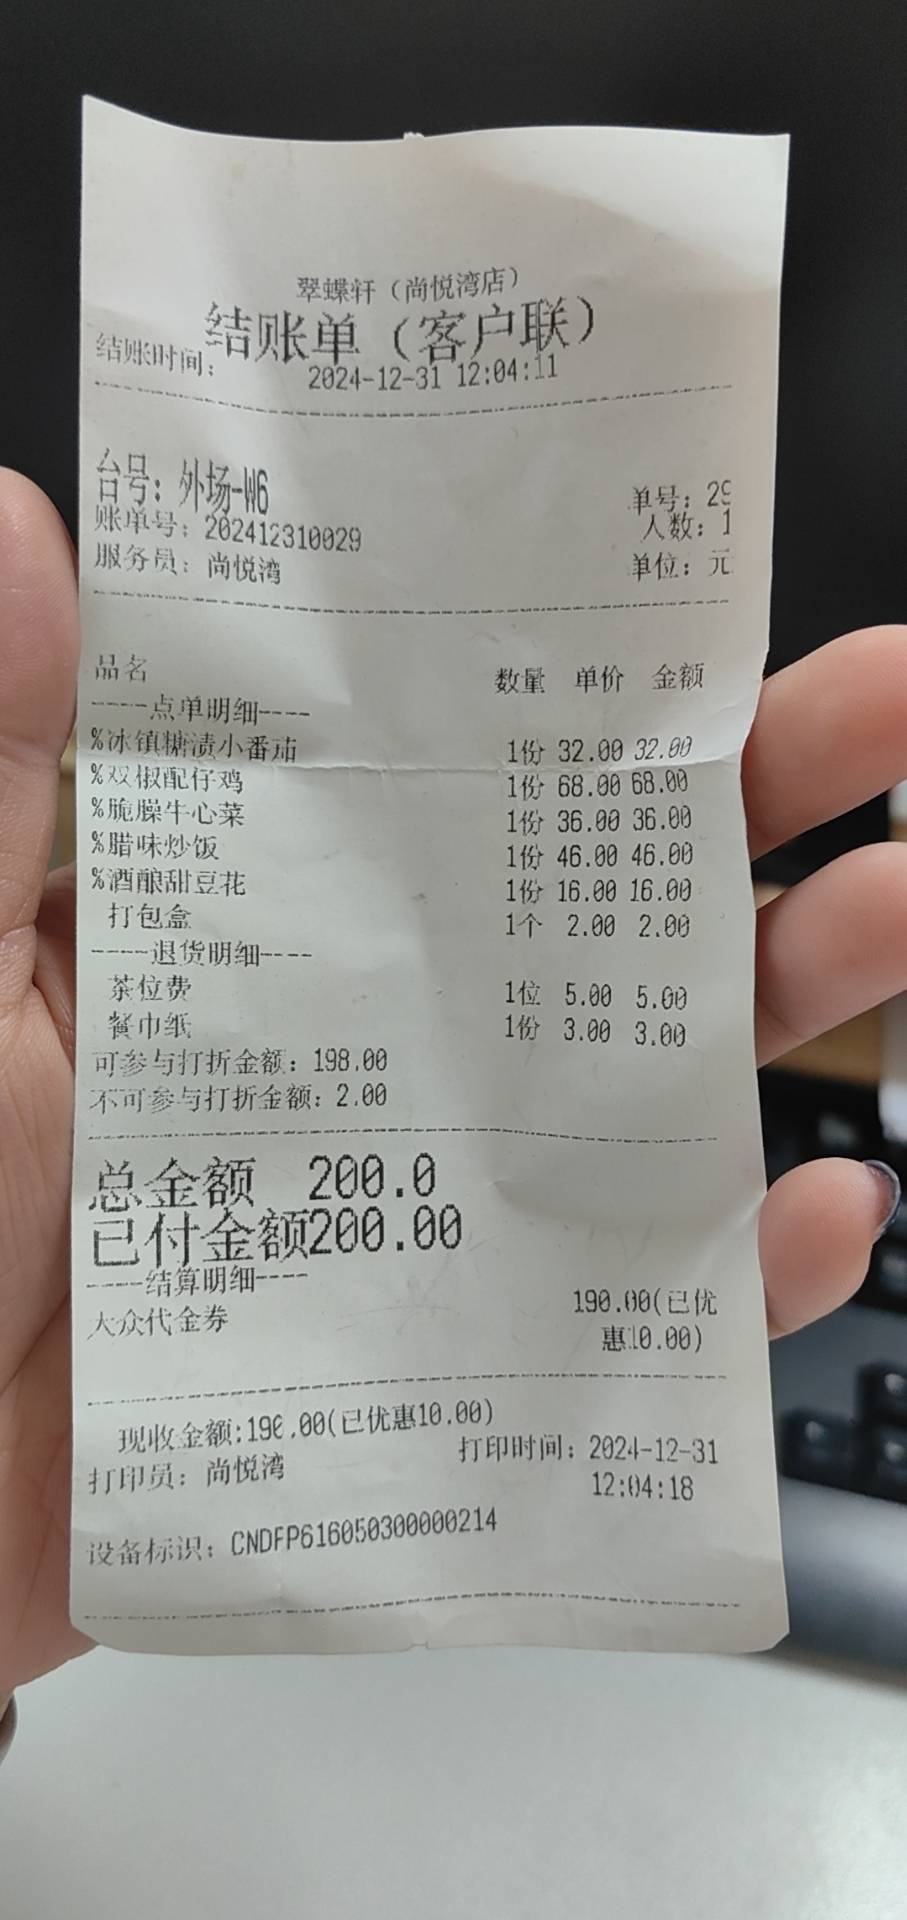 翠蝶轩（尚悦湾店）
结账单（客户联）
结账时间： 2024-12-31 12:04:11
台号：外场-W6
单号：29
账单号：202412310029
人数：1
服务员：尚悦湾
单位：元
品名 数量 单价 金额
----点单明细----
%冰镇糖渍小番茄 1份 32.00 32.00
%双椒配仔鸡 1份 68.00 68.00
%脆臊牛心菜 1份 36.00 36.00
%腊味炒饭 1份 46.00 46.00
%酒酿甜豆花 1份 16.00 16.00
打包盒 1个 2.00 2.00
----退货明细----
茶位费 1位 5.00 5.00
餐巾纸 1份 3.00 3.00
可参与打折金额：198.00
不可参与打折金额：2.00
总金额 200.0
已付金额200.00
----结算明细----
大众代金券 190.00(已优
惠10.00)
现收金额:190.00(已优惠10.00)
打印员：尚悦湾 打印时间：2024-12-31
12:04:18
设备标识：CNDFP616050300000214